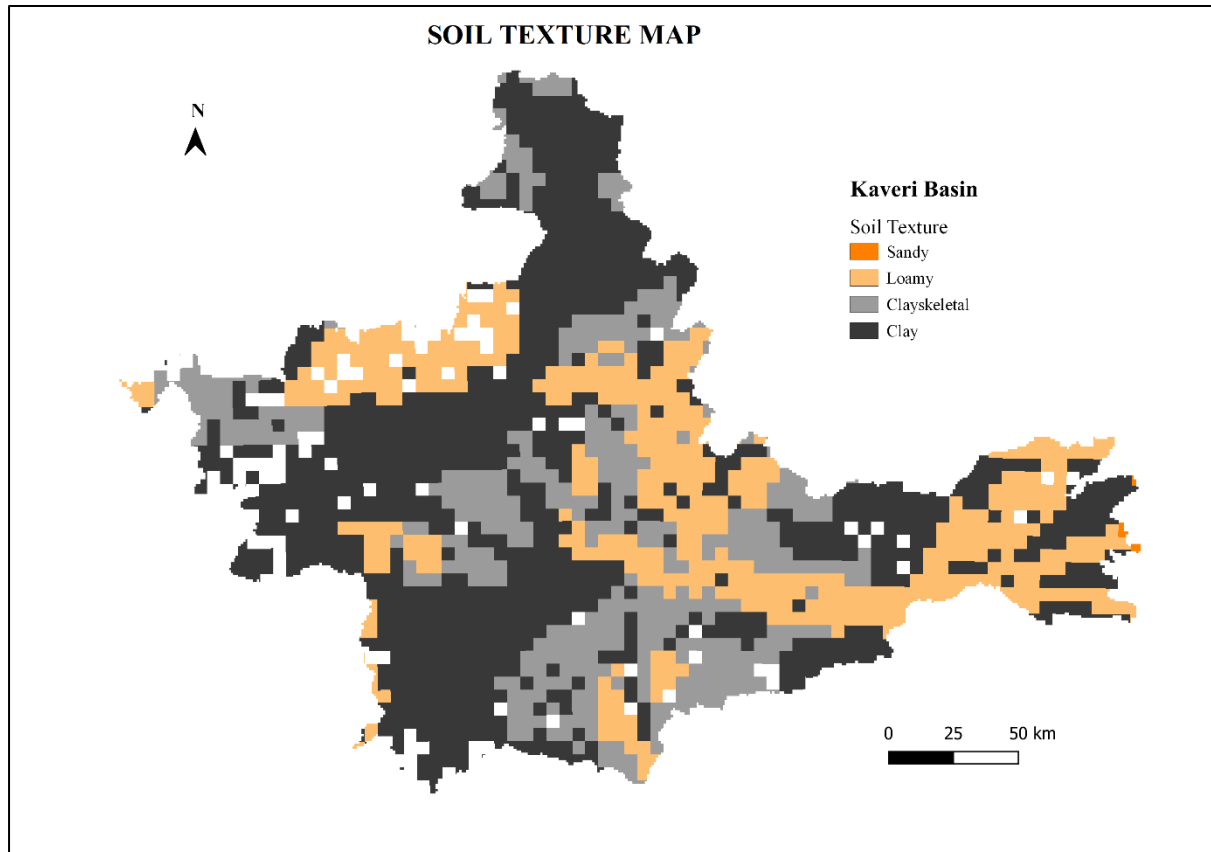 SOIL TEXTURE MAP
N
Kaveri Basin
Soil Texture
Sandy
Loamy
Clayskeletal
Clay
0 25 50 km